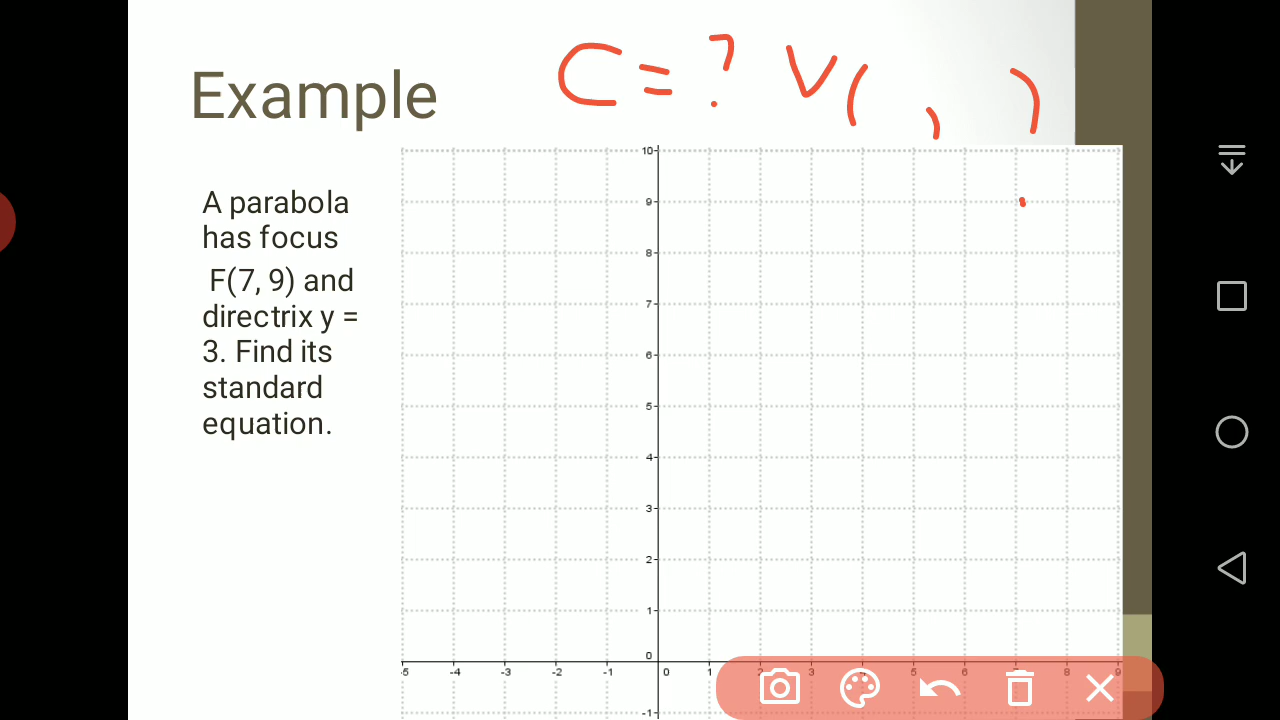 C = ? V( , )
Example
A parabola
has focus
F(7, 9) and
directrix y =
3. Find its
standard
equation.
10
9
8
7
6
5
4
3
2
1
0
-5 -4 -3 -2 -1 0 1 2 3 4 5 6 7 8 9
-1